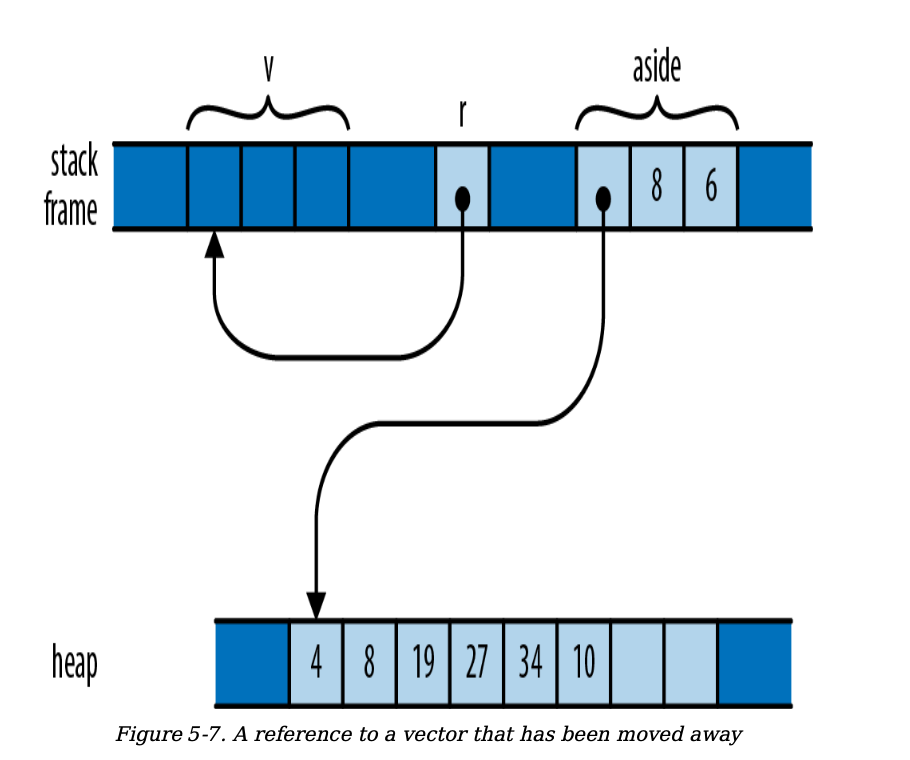 v
r
aside
stack
frame
8 6
heap
4 8 19 27 34 10
Figure 5-7. A reference to a vector that has been moved away